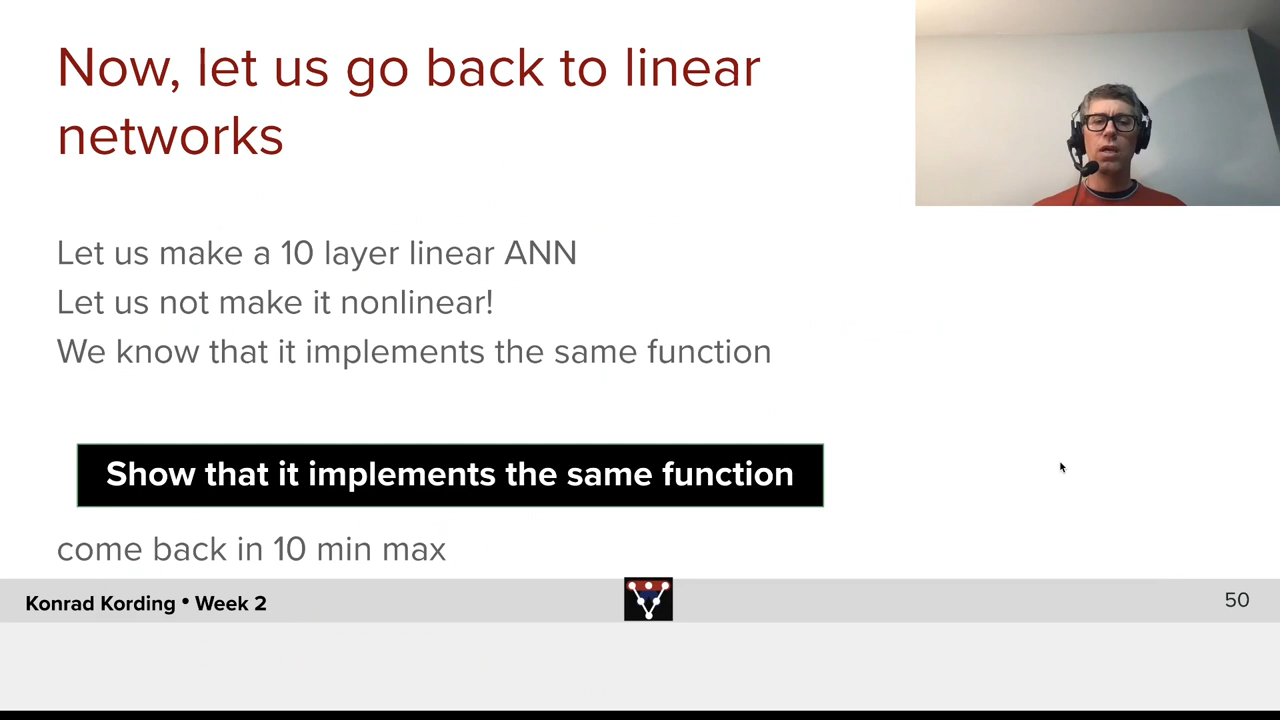 Now, let us go back to linear
networks
Let us make a 10 layer linear ANN
Let us not make it nonlinear!
We know that it implements the same function
Show that it implements the same function
come back in 10 min max
Konrad Kording • Week 2
50